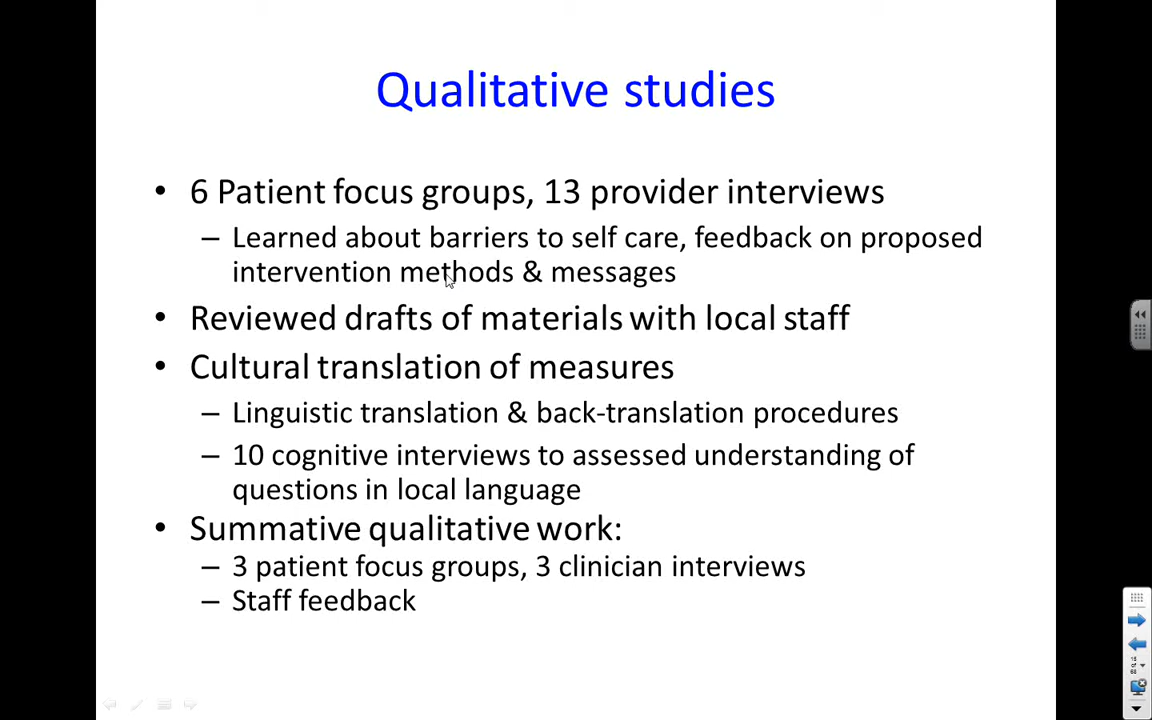 Qualitative studies
• 6 Patient focus groups, 13 provider interviews
– Learned about barriers to self care, feedback on proposed
intervention methods & messages
• Reviewed drafts of materials with local staff
• Cultural translation of measures
– Linguistic translation & back-translation procedures
– 10 cognitive interviews to assessed understanding of
questions in local language
• Summative qualitative work:
– 3 patient focus groups, 3 clinician interviews
– Staff feedback